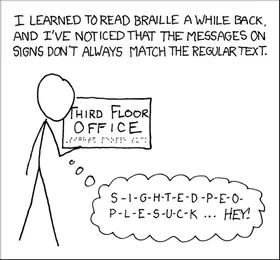 I LEARNED TO READ BRAILLE A WHILE BACK,
AND I'VE NOTICED THAT THE MESSAGES ON
SIGNS DON'T ALWAYS MATCH THE REGULAR TEXT.
THIRD FLOOR
OFFICE
S-I-G-H-T-E-D-P-E-O-
P-L-E-S-U-C-K... HEY!